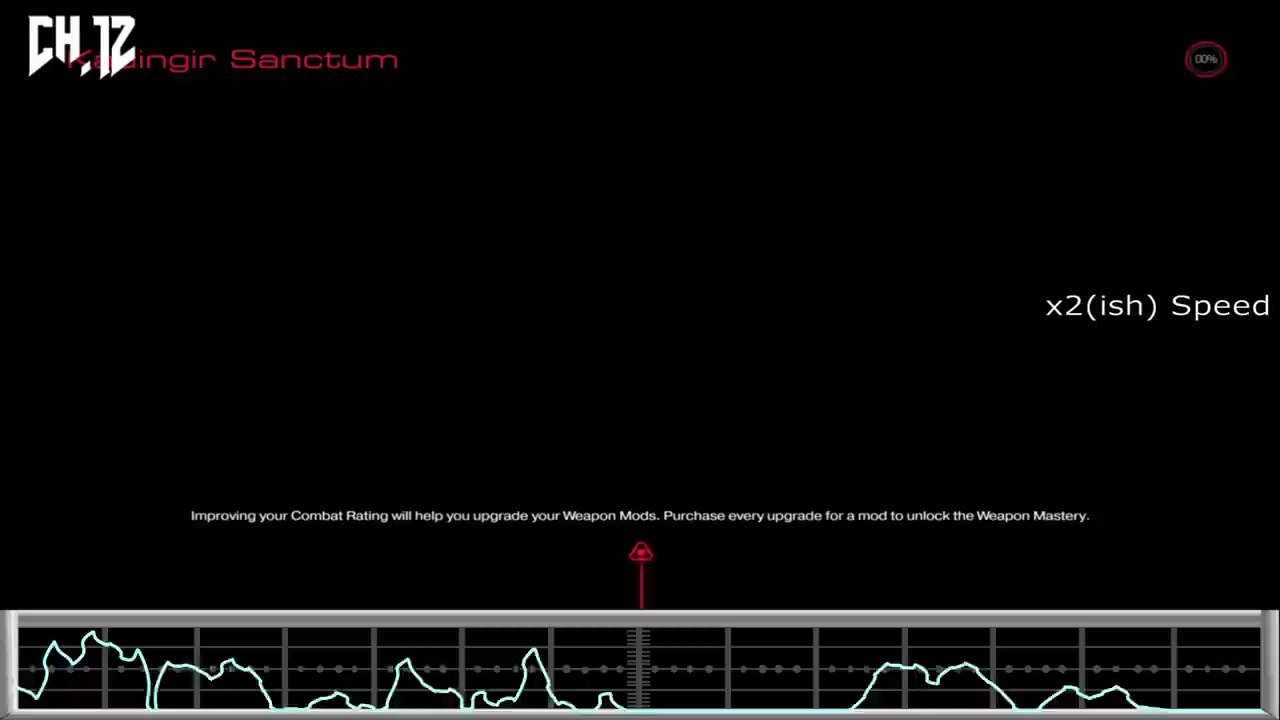 CH.12
Kadingir Sanctum
00%
x2(ish) Speed
Improving your Combat Rating will help you upgrade your Weapon Mods. Purchase every upgrade for a mod to unlock the Weapon Mastery.